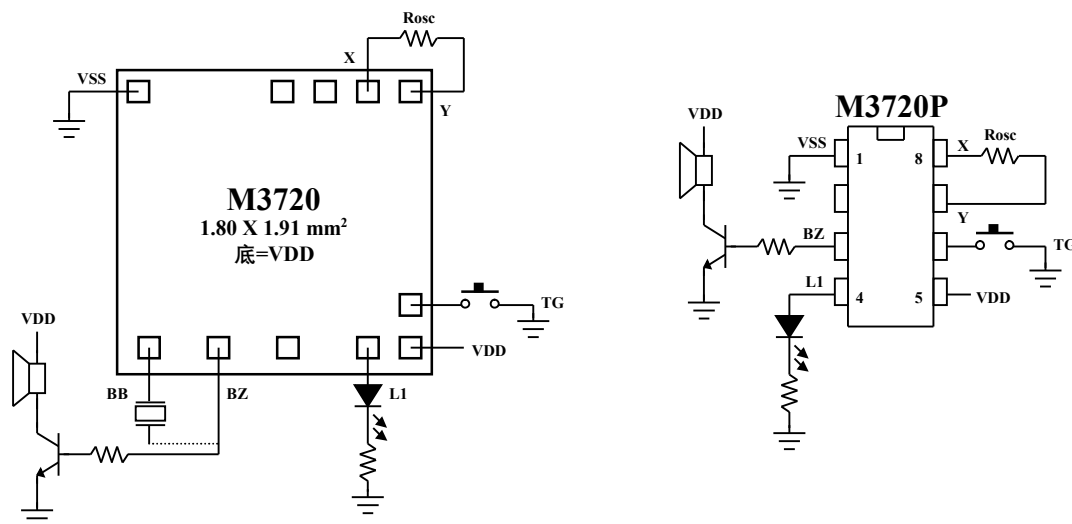 Rosc
X
VSS
Y
M3720
1.80 X 1.91 mm²
底=VDD
TG
VDD
VDD
BB
BZ
L1
M3720P
VDD
VSS
1
8
X
Rosc
Y
BZ
TG
L1
4
5
VDD